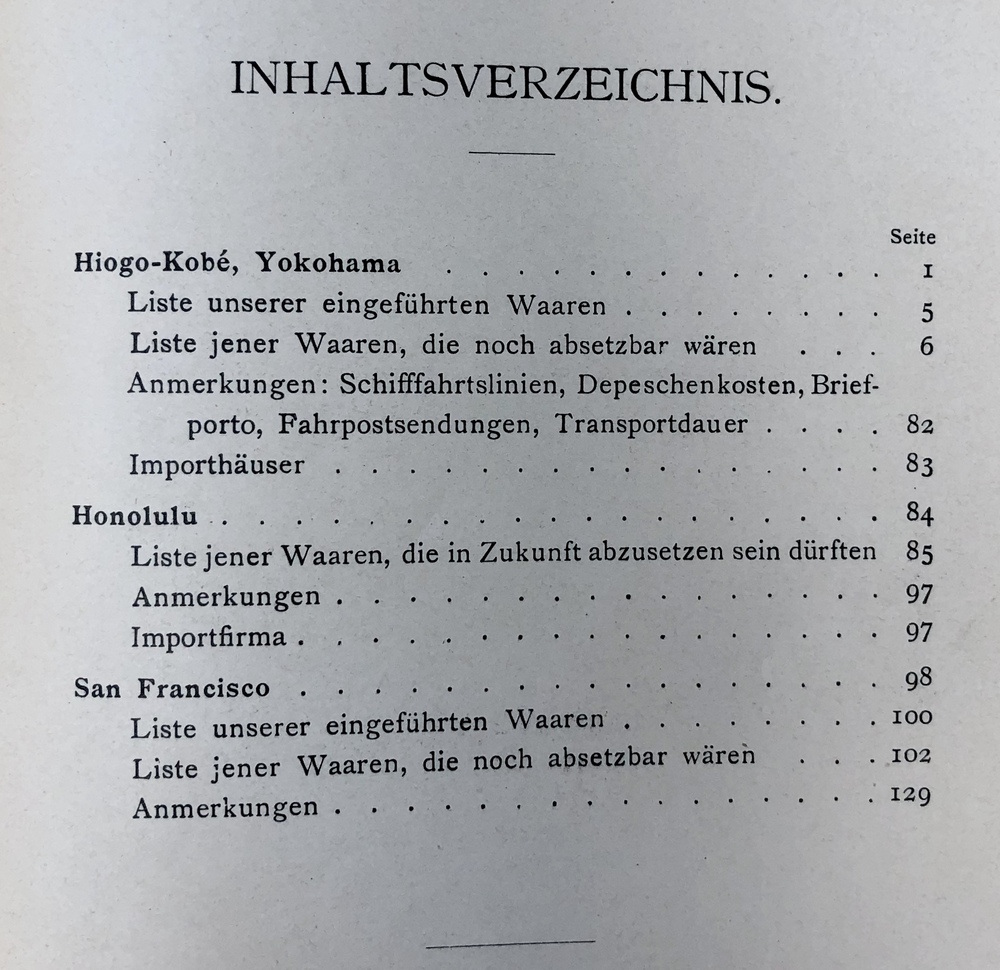 INHALTSVERZEICHNIS.
Seite
Hiogo-Kobé, Yokohama . . . . . . . . . . . . . 1
Liste unserer eingeführten Waaren . . . . . . . . 5
Liste jener Waaren, die noch absetzbar wären . . . 6
Anmerkungen: Schifffahrtslinien, Depeschenkosten, Brief-
porto, Fahrpostsendungen, Transportdauer . . . . 82
Importhäuser . . . . . . . . . . . . . . . . 83
Honolulu . . . . . . . . . . . . . . . . . . . 84
Liste jener Waaren, die in Zukunft abzusetzen sein dürften 85
Anmerkungen . . . . . . . . . . . . . . . . 97
Importfirma . . . . . . . . . . . . . . . . . 97
San Francisco . . . . . . . . . . . . . . . . . 98
Liste unserer eingeführten Waaren . . . . . . . . 100
Liste jener Waaren, die noch absetzbar wären . . . 102
Anmerkungen . . . . . . . . . . . . . . . . 129